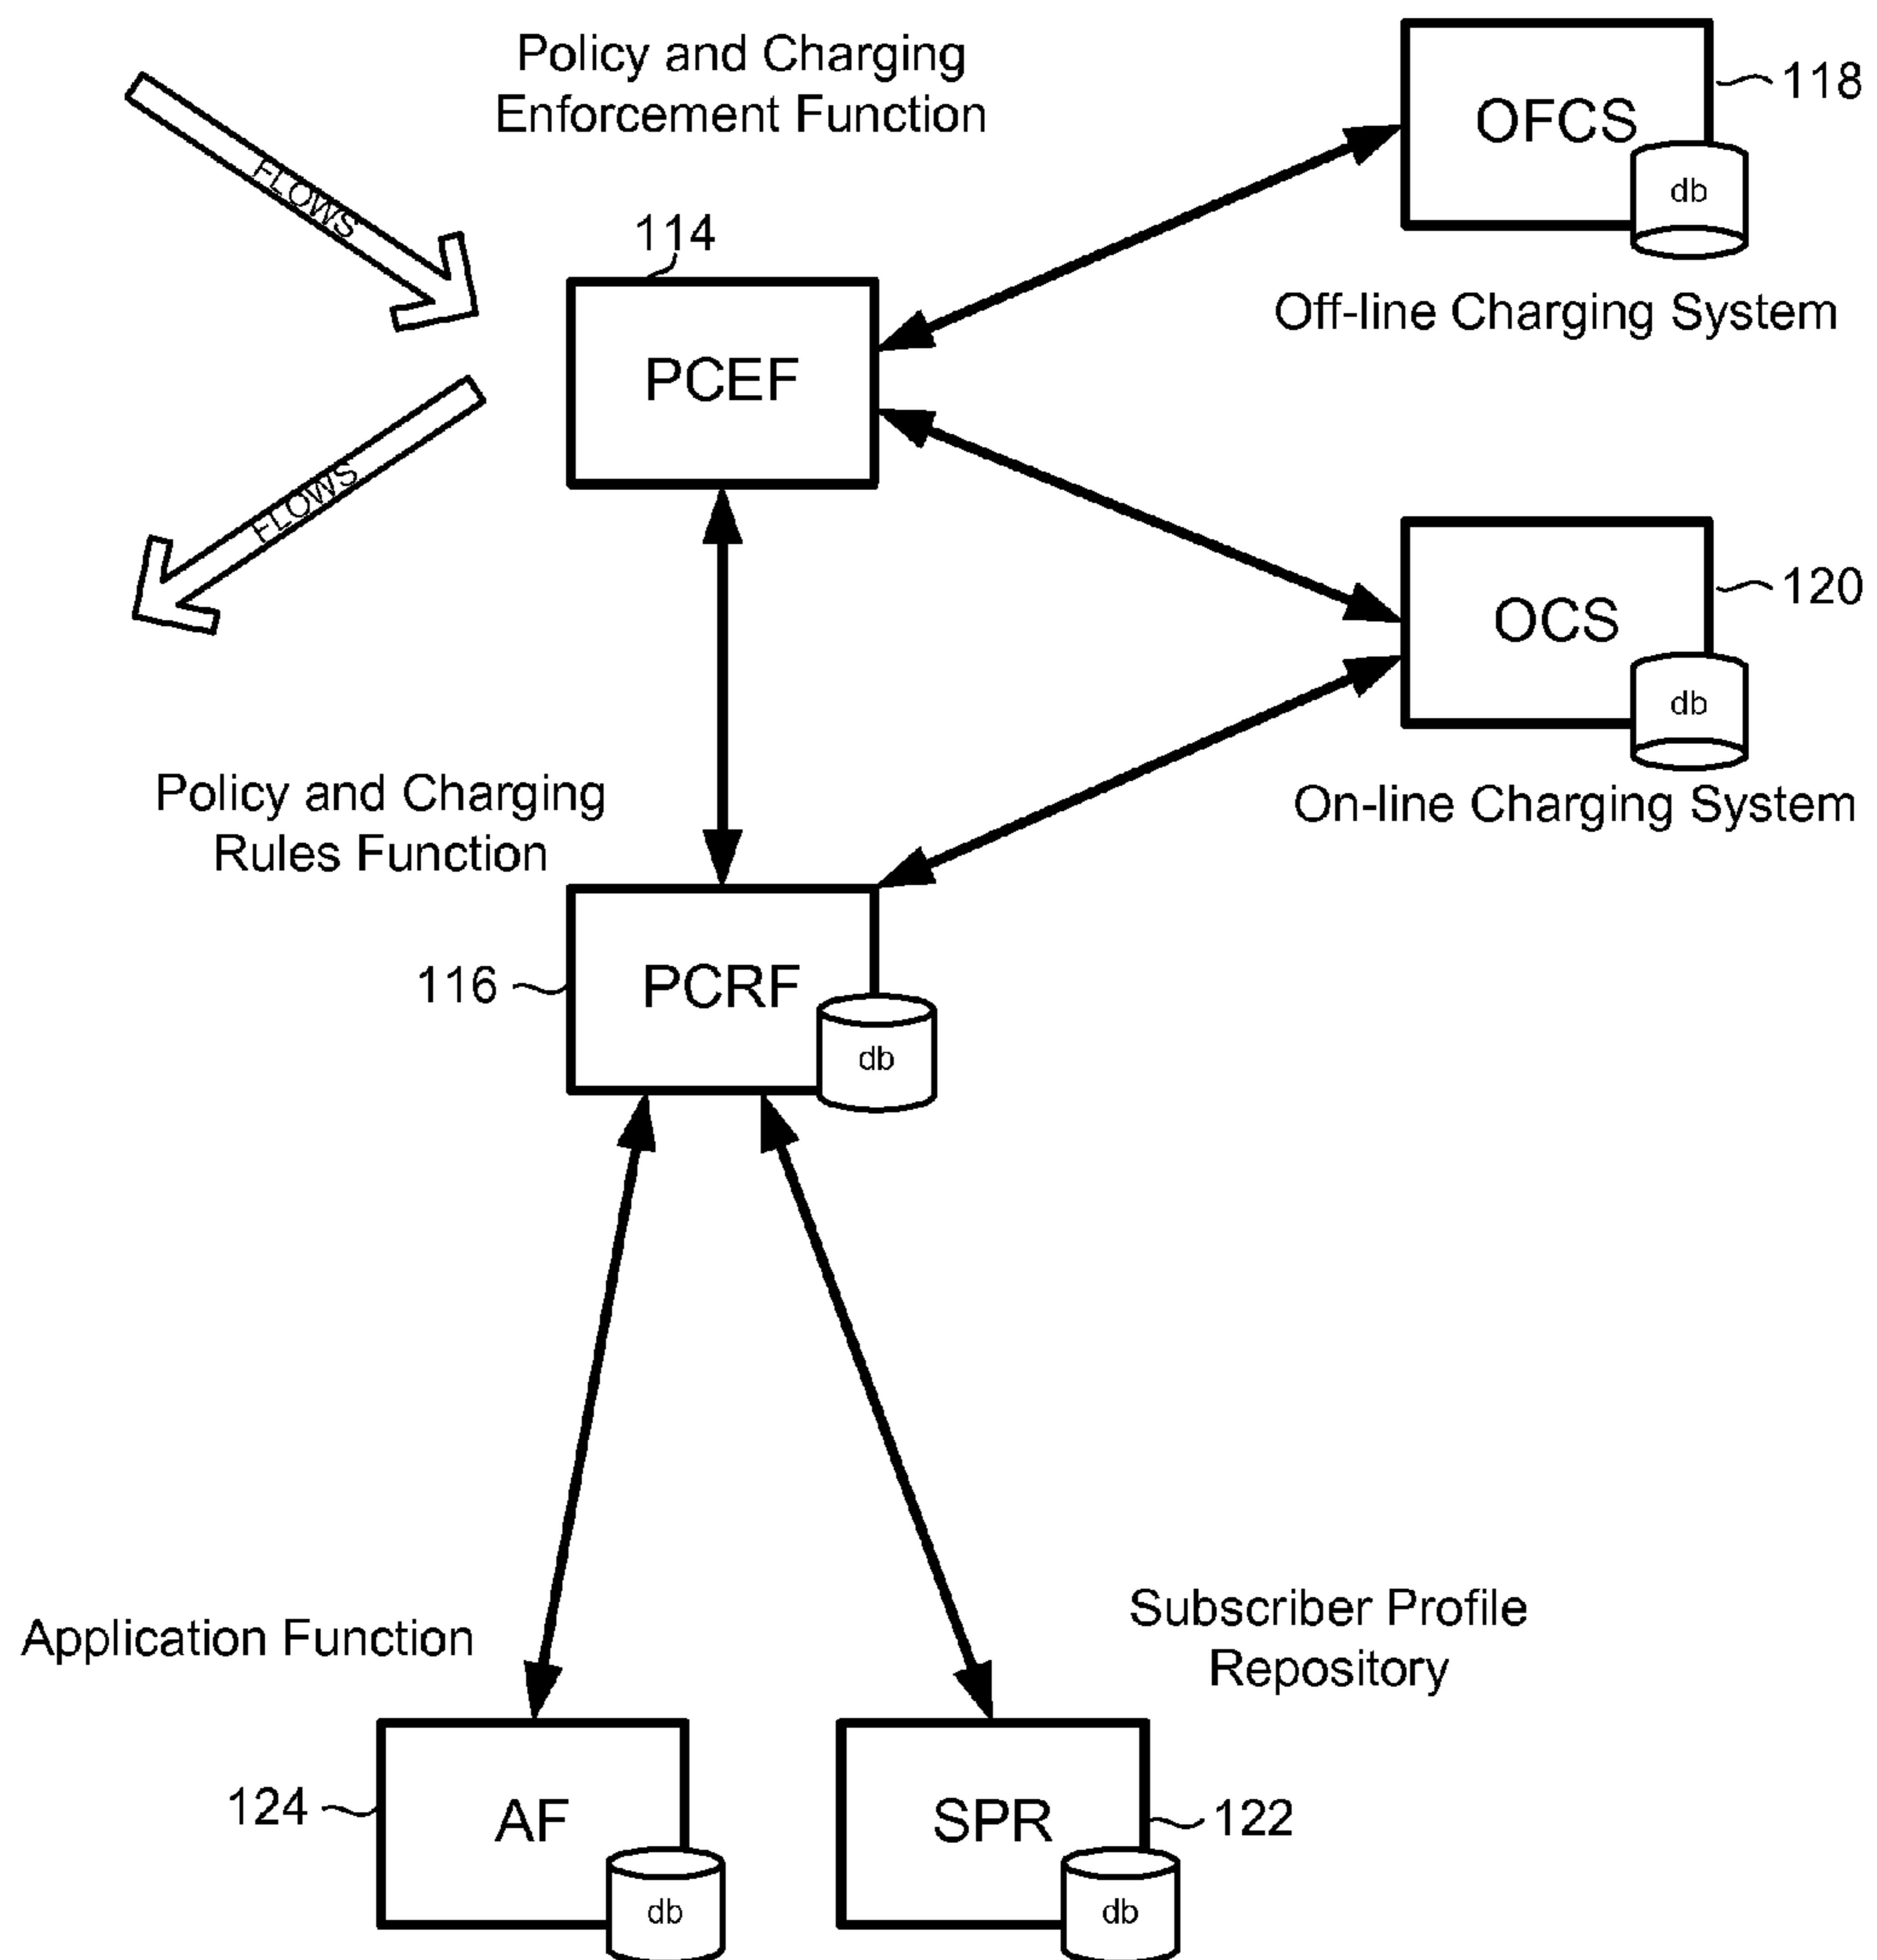 Policy and Charging
Enforcement Function
OFCS
118
db
Off-line Charging System
FLOWS
114
PCEF
FLOWS
OCS
120
db
On-line Charging System
Policy and Charging
Rules Function
116
PCRF
db
Application Function
Subscriber Profile
Repository
124
AF
db
SPR
122
db